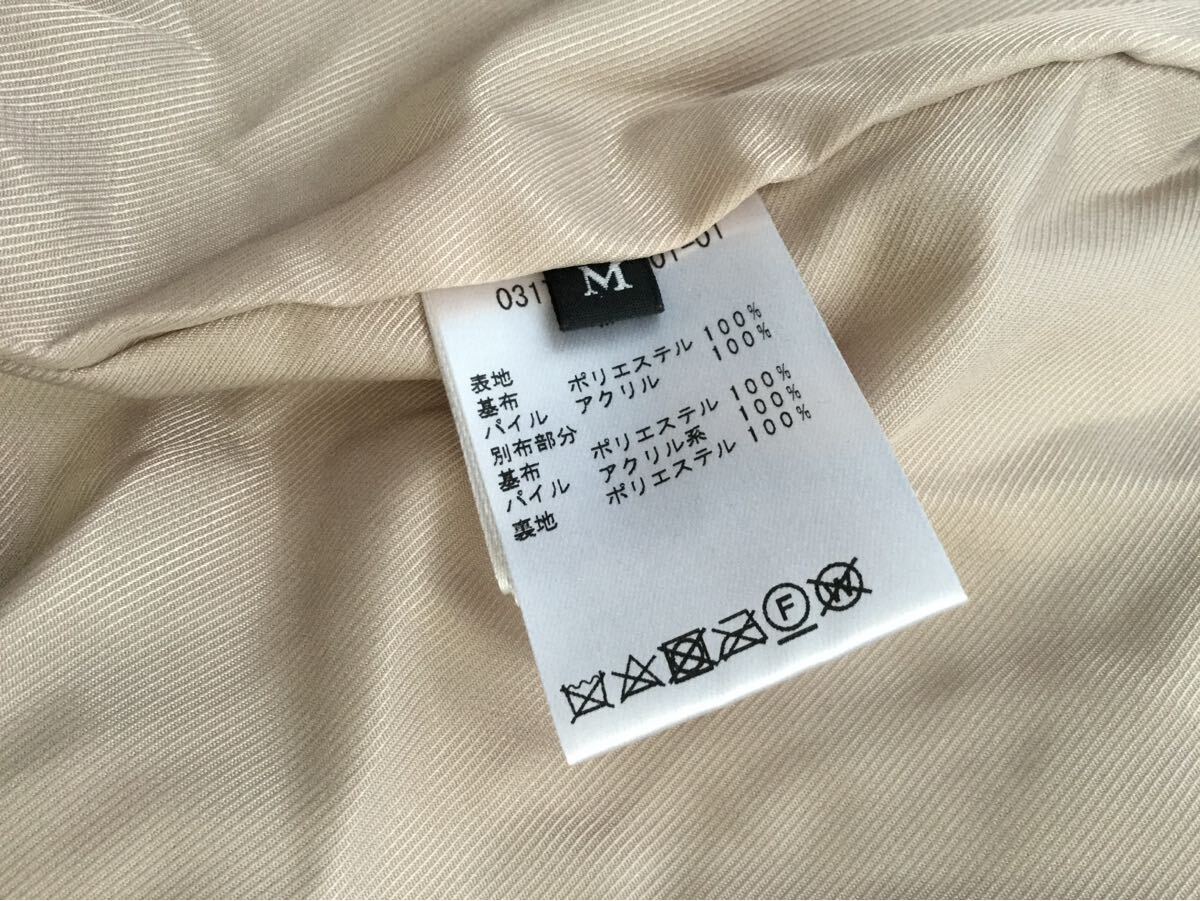 031 01-01
M
表地
基布 ポリエステル 100%
パイル アクリル 100%
別布部分
基布 ポリエステル 100%
パイル アクリル系 100%
裏地 ポリエステル 100%
F W